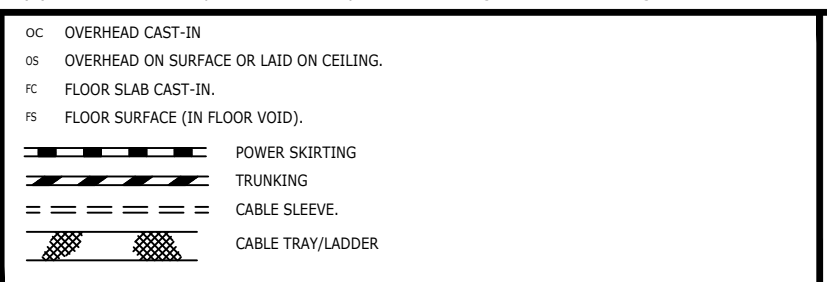 OC OVERHEAD CAST-IN
OS OVERHEAD ON SURFACE OR LAID ON CEILING.
FC FLOOR SLAB CAST-IN.
FS FLOOR SURFACE (IN FLOOR VOID).
POWER SKIRTING
TRUNKING
CABLE SLEEVE.
CABLE TRAY/LADDER